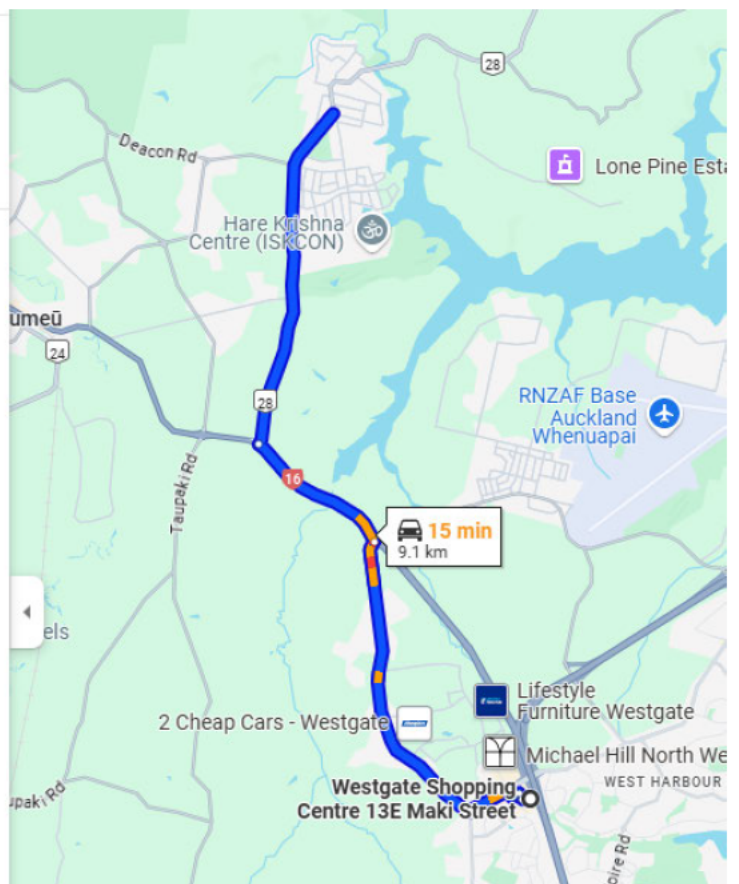 28
Deacon Rd
Lone Pine Esta
Hare Krishna
Centre (ISKCON)
umeū
24
28
RNZAF Base
Auckland
Whenuapai
Taupaki Rd
16
15 min
9.1 km
els
Lifestyle
Furniture Westgate
2 Cheap Cars - Westgate
Michael Hill North We
WEST HARBOUR
Westgate Shopping
Centre 13E Maki Street
upaki Rd
oire Rd